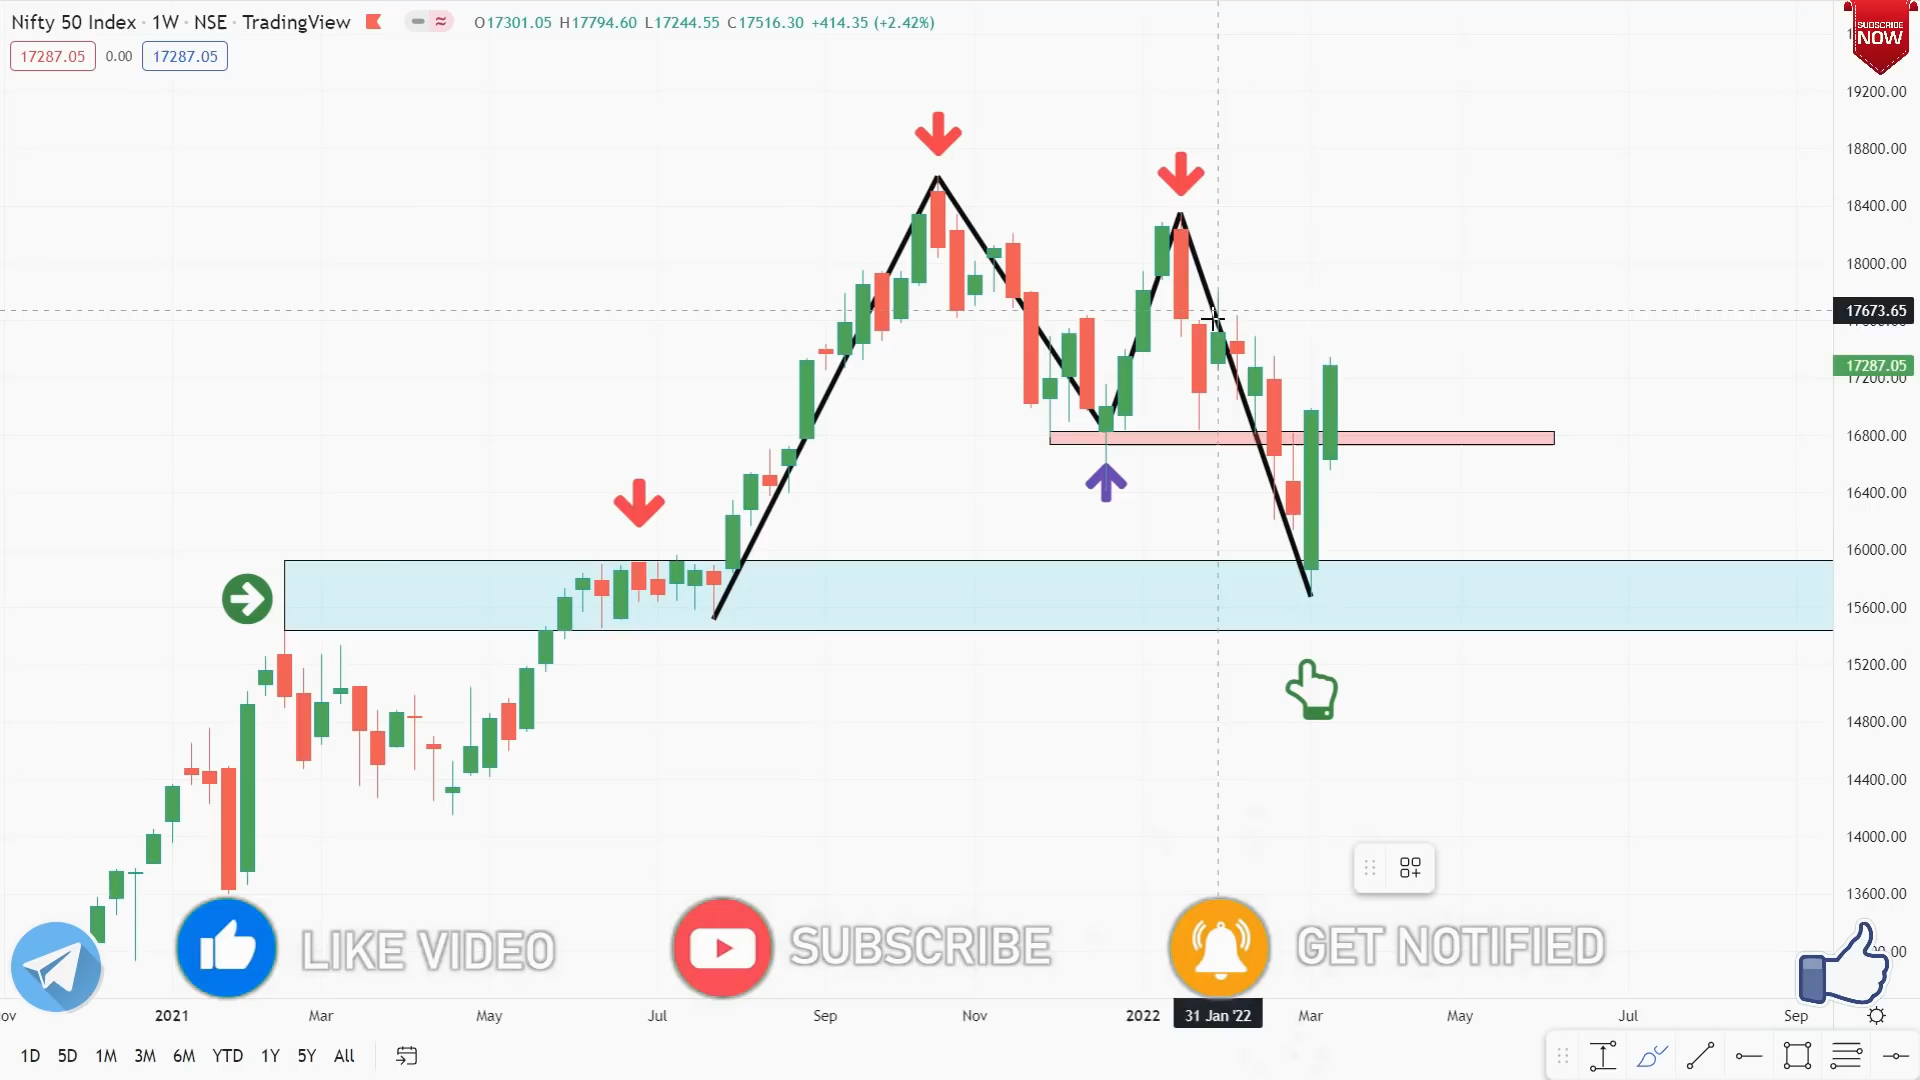 Nifty 50 Index · 1W · NSE · TradingView
O17301.05 H17794.60 L17244.55 C17516.30 +414.35 (+2.42%)
SUBSCRIBE
NOW
17287.05 0.00 17287.05
19200.00
18800.00
18400.00
18000.00
17673.65
17287.05
17200.00
16800.00
16400.00
16000.00
15600.00
15200.00
14800.00
14400.00
14000.00
13600.00
LIKE VIDEO
SUBSCRIBE
GET NOTIFIED
2021 Mar May Jul Sep Nov 2022 31 Jan '22 Mar May Jul Sep
1D 5D 1M 3M 6M YTD 1Y 5Y All